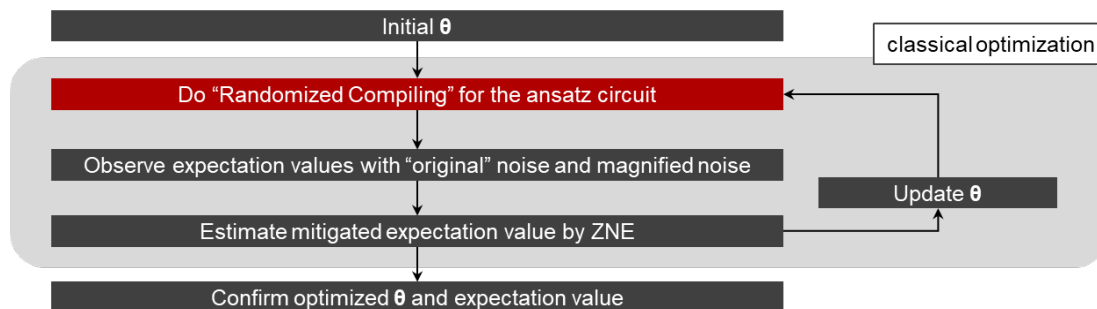 Initial θ
classical optimization
Do “Randomized Compiling” for the ansatz circuit
Observe expectation values with “original” noise and magnified noise
Update θ
Estimate mitigated expectation value by ZNE
Confirm optimized θ and expectation value